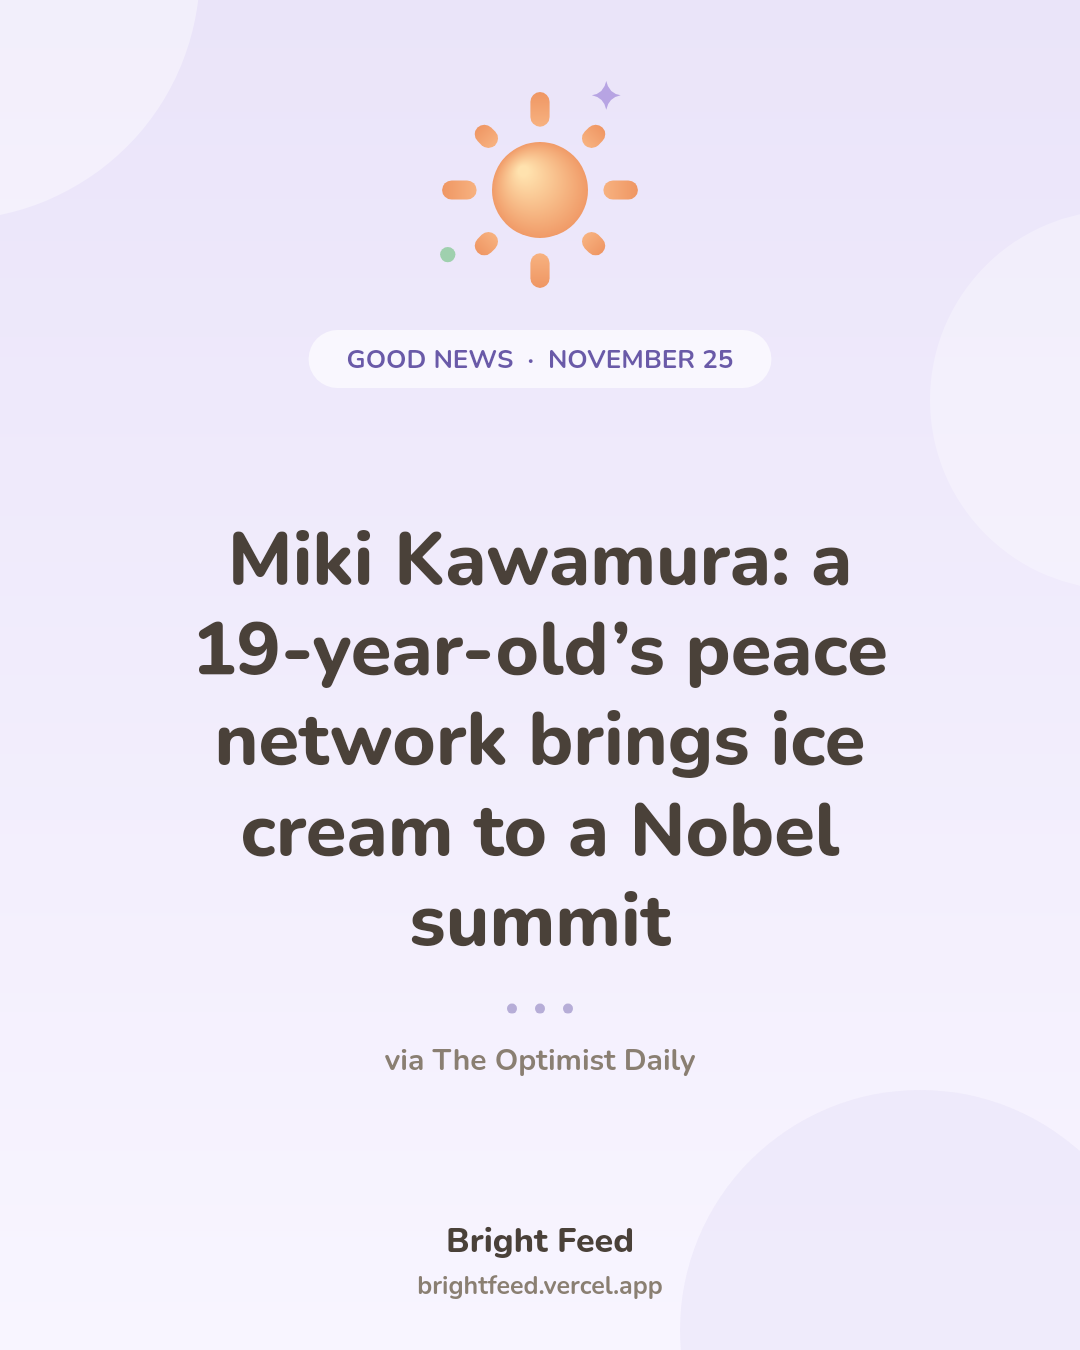 GOOD NEWS · NOVEMBER 25
Miki Kawamura: a
19-year-old’s peace
network brings ice
cream to a Nobel
summit
via The Optimist Daily
Bright Feed
brightfeed.vercel.app